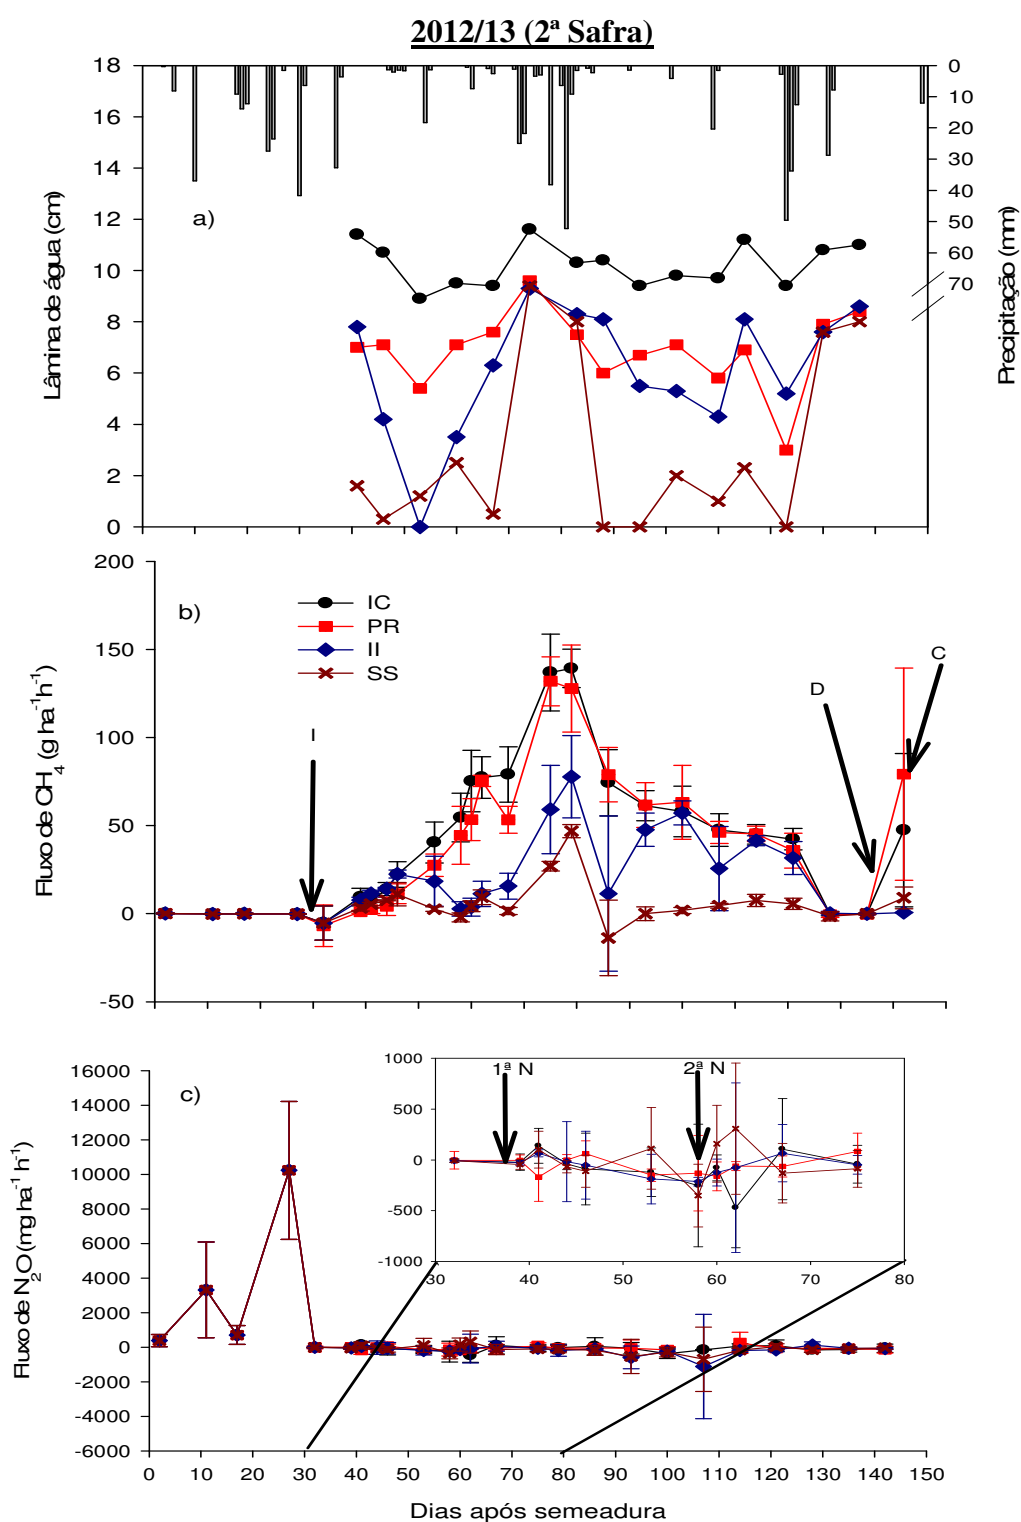 2012/13 (2ª Safra)
18
16
14
12
10
8
6
4
2
0
Lâmina de água (cm)
a)
0
10
20
30
40
50
60
70
Precipitação (mm)
200
150
100
50
0
-50
Fluxo de CH4 (g ha-1h-1)
b)
IC
PR
II
SS
I
D
C
16000
14000
12000
10000
8000
6000
4000
2000
0
-2000
-4000
-6000
Fluxo de N2O (mg ha-1 h-1)
c)
1000
500
0
-500
-1000
1ª N
2ª N
30 40 50 60 70 80
0 10 20 30 40 50 60 70 80 90 100 110 120 130 140 150
Dias após semeadura